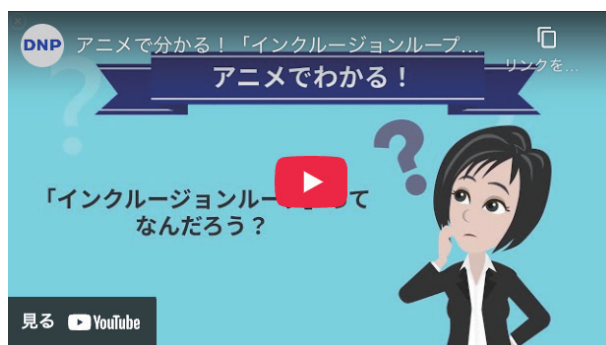 DNP アニメで分かる！「インクルージョンループ…
リンクを…
アニメでわかる！
「インクルージョンルー って
なんだろう？
見る YouTube